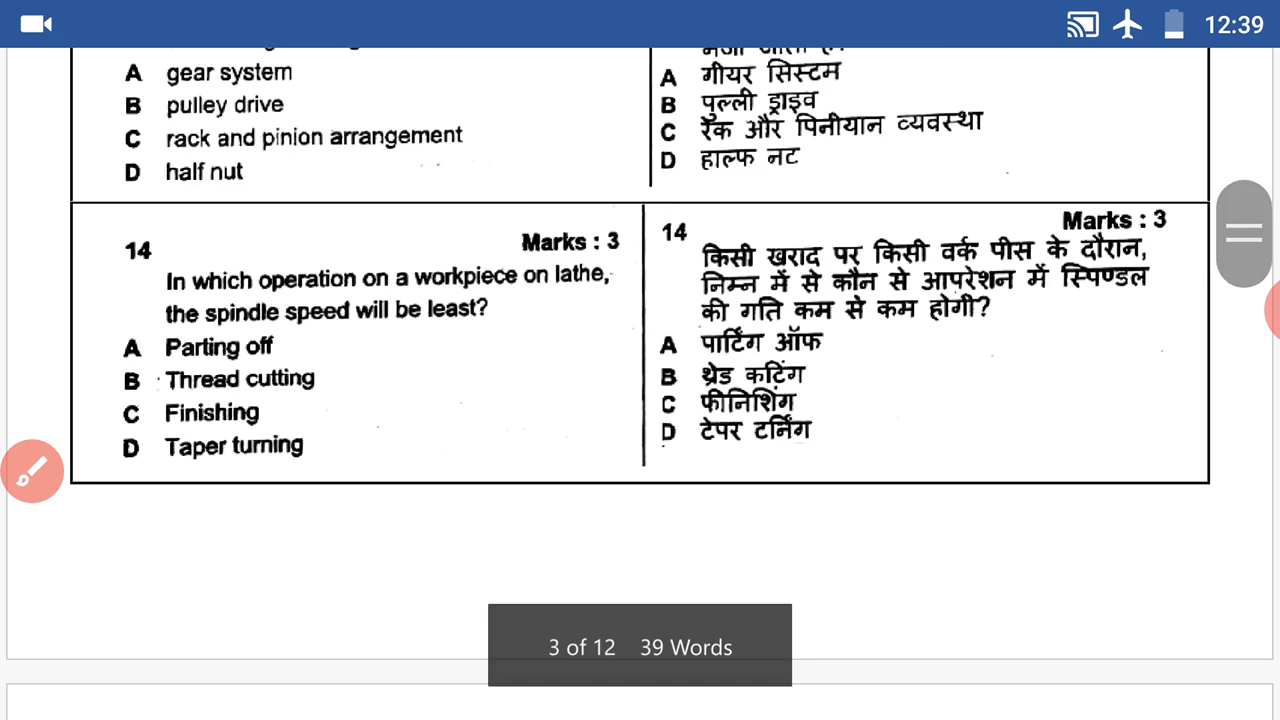 12:39
A gear system
B pulley drive
C rack and pinion arrangement
D half nut
A गीयर सिस्टम
B पुल्ली ड्राइव
C रैक और पिनीयान व्यवस्था
D हाल्फ नट
14 Marks : 3
In which operation on a workpiece on lathe,
the spindle speed will be least?
A Parting off
B Thread cutting
C Finishing
D Taper turning
14 Marks : 3
किसी खराद पर किसी वर्क पीस के दौरान,
निम्न में से कौन से आपरेशन में स्पिण्डल
की गति कम से कम होगी?
A पार्टिंग ऑफ
B थ्रेड कटिंग
C फीनिशिंग
D टेपर टर्निंग
3 of 12 39 Words